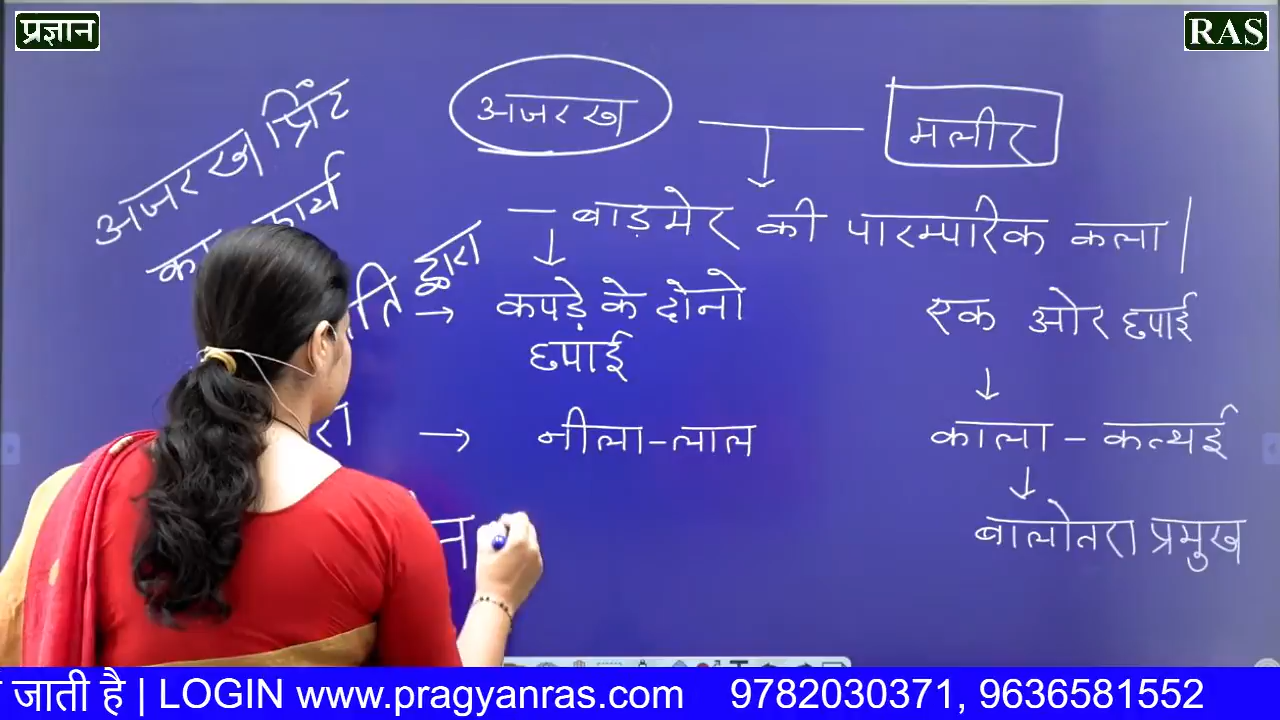 प्रज्ञान
RAS
अजरख
मलीर
अजरख प्रिंट
कार्य
द्वारा
— बाड़मेर की पारम्पारिक कला |
→ कपड़े के दोनो
छपाई
एक ओर छपाई
→ नीला-लाल
काला - कत्थई
बालोतरा प्रमुख
जाती है | LOGIN www.pragyanras.com 9782030371, 9636581552